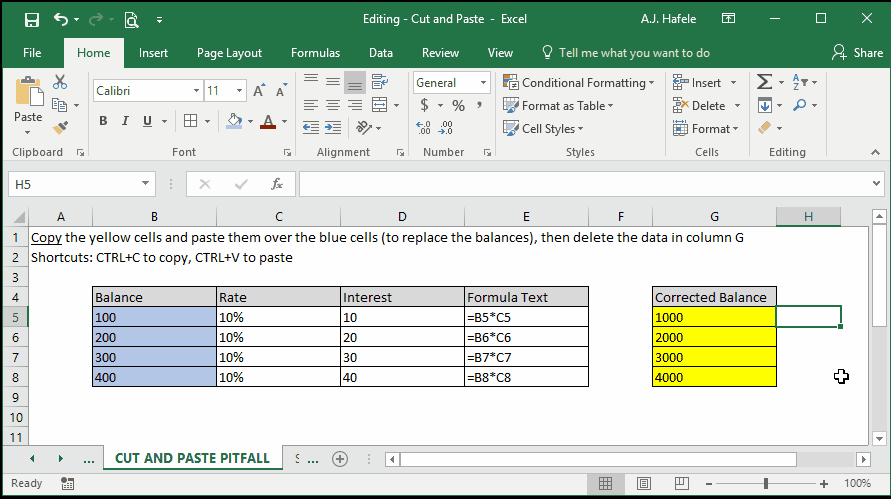 Editing - Cut and Paste - Excel
A.J. Hafele
File Home Insert Page Layout Formulas Data Review View Tell me what you want to do Share
Paste
Calibri 11
B I U A
General
$ % ,
Conditional Formatting
Format as Table
Cell Styles
Insert
Delete
Format
Clipboard Font Alignment Number Styles Cells Editing
H5 fx
A B C D E F G H
1 Copy the yellow cells and paste them over the blue cells (to replace the balances), then delete the data in column G
2 Shortcuts: CTRL+C to copy, CTRL+V to paste
3
4 Balance Rate Interest Formula Text Corrected Balance
5 100 10% 10 =B5*C5 1000
6 200 10% 20 =B6*C6 2000
7 300 10% 30 =B7*C7 3000
8 400 10% 40 =B8*C8 4000
9
10
11
... CUT AND PASTE PITFALL ...
Ready 100%